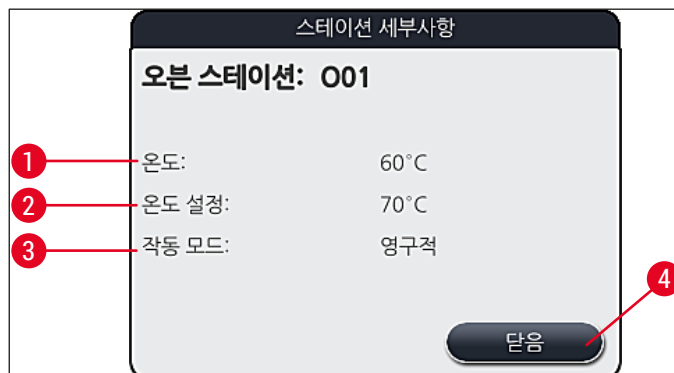 스테이션 세부사항
오븐 스테이션: O01
1 온도: 60°C
2 온도 설정: 70°C
3 작동 모드: 영구적
4
닫음